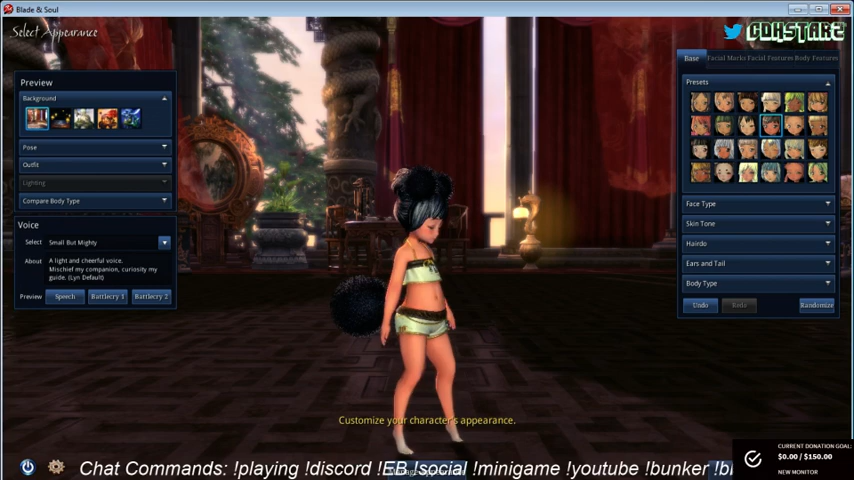 Blade & Soul
Select Appearance
Preview
Background
Pose
Outfit
Lighting
Compare Body Type
Voice
Select Small But Mighty
About A light and cheerful voice.
Mischief my companion, curiosity my
guide. (Lyn Default)
Preview Speech Battlecry 1 Battlecry 2
Base Facial Marks Facial Features Body Features
Presets
Face Type
Skin Tone
Hairdo
Ears and Tail
Body Type
Undo Redo Randomize
Customize your character's appearance.
Chat Commands: !playing !discord !EB !social !minigame !youtube !bunker
CURRENT DONATION GOAL:
$0.00 / $150.00
NEW MONITOR